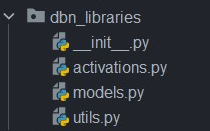 dbn_libraries
__init__.py
activations.py
models.py
utils.py